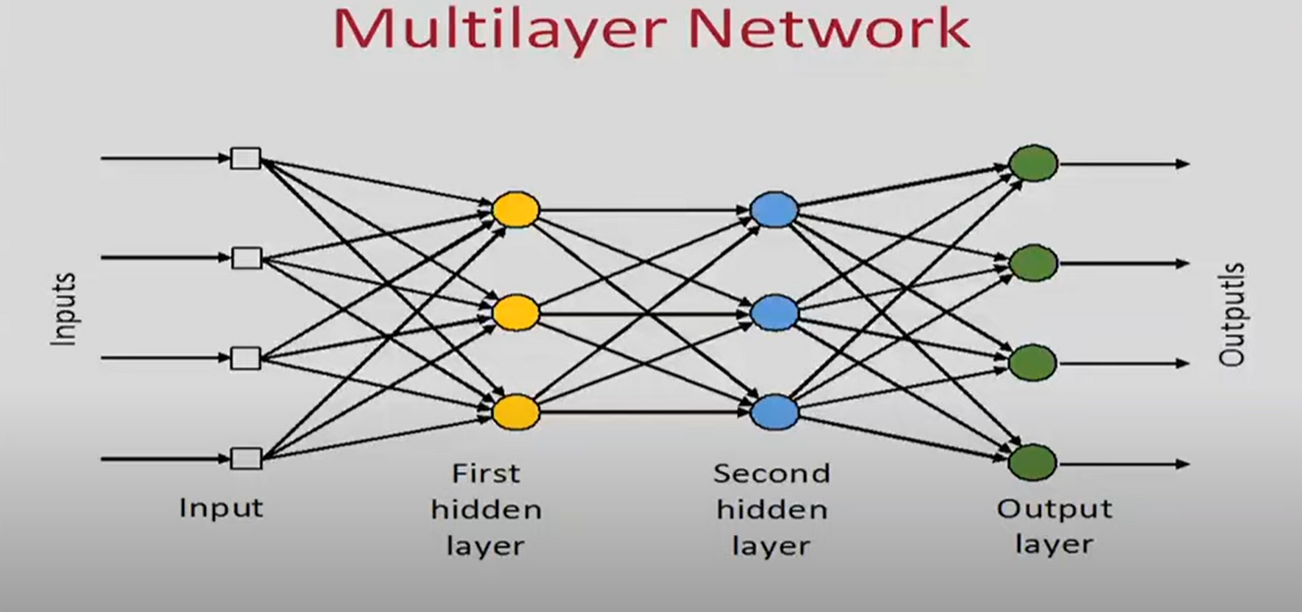 Multilayer Network
Inputs
Outputls
Input
First
hidden
layer
Second
hidden
layer
Output
layer